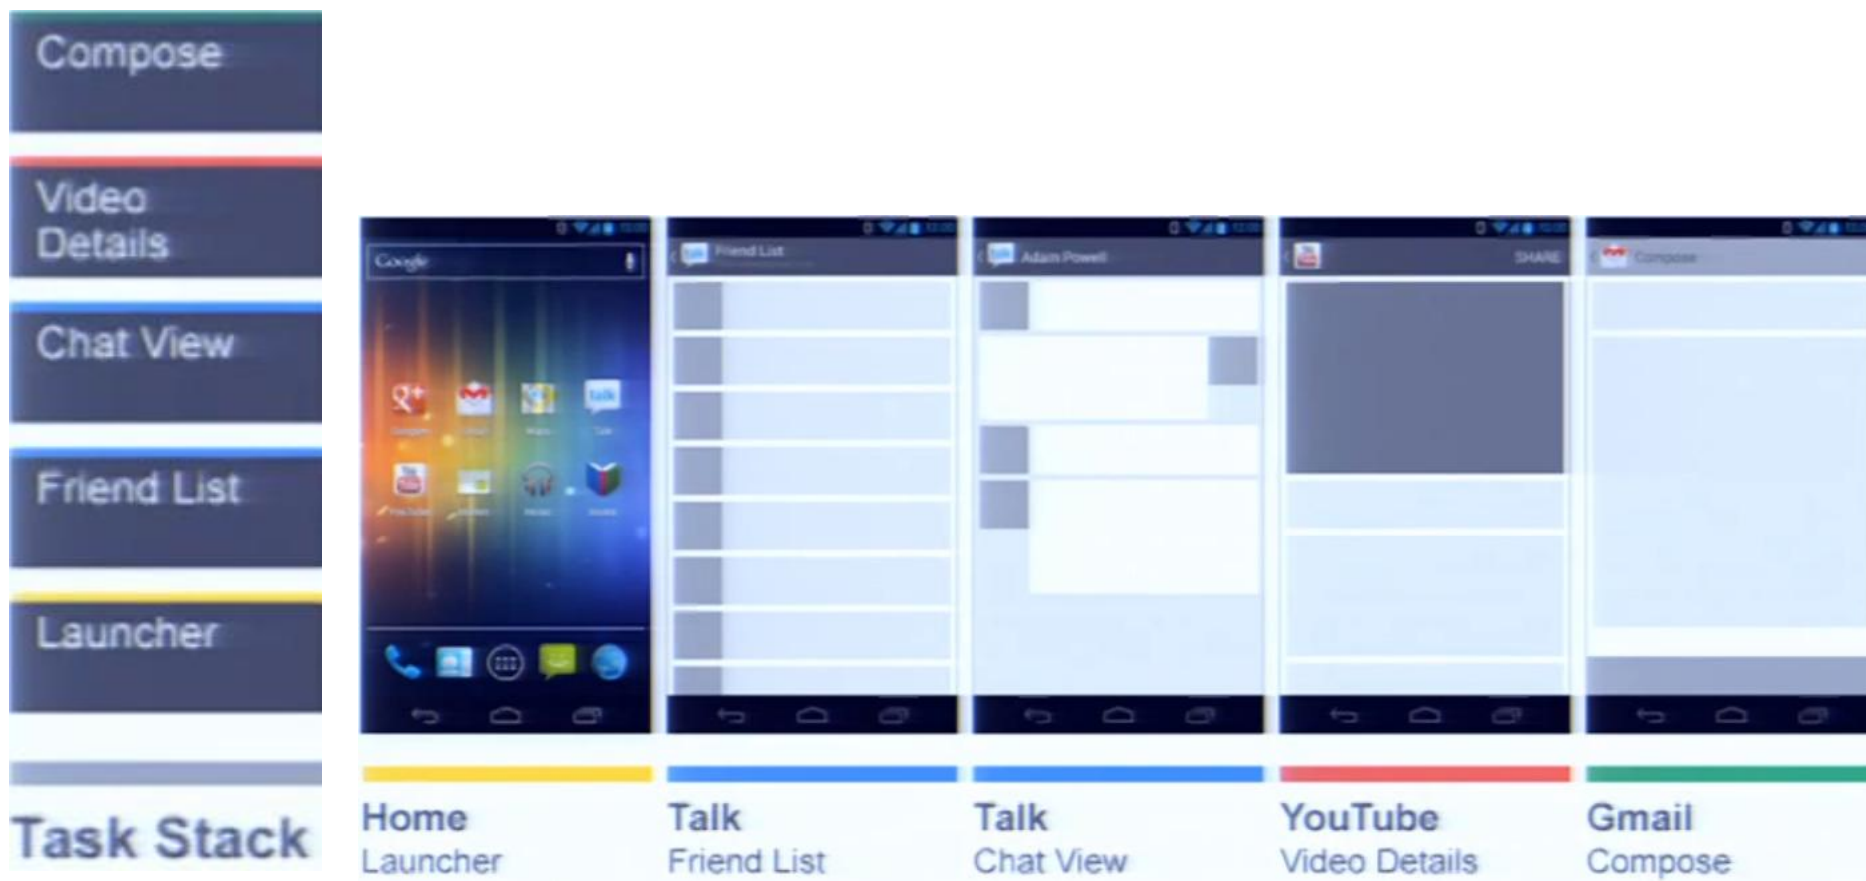 Compose
Video
Details
Chat View
Friend List
Launcher
Task Stack
Google
talk
Friend List
Adam Powell
SHARE
Compose
Home
Launcher
Talk
Friend List
Talk
Chat View
YouTube
Video Details
Gmail
Compose